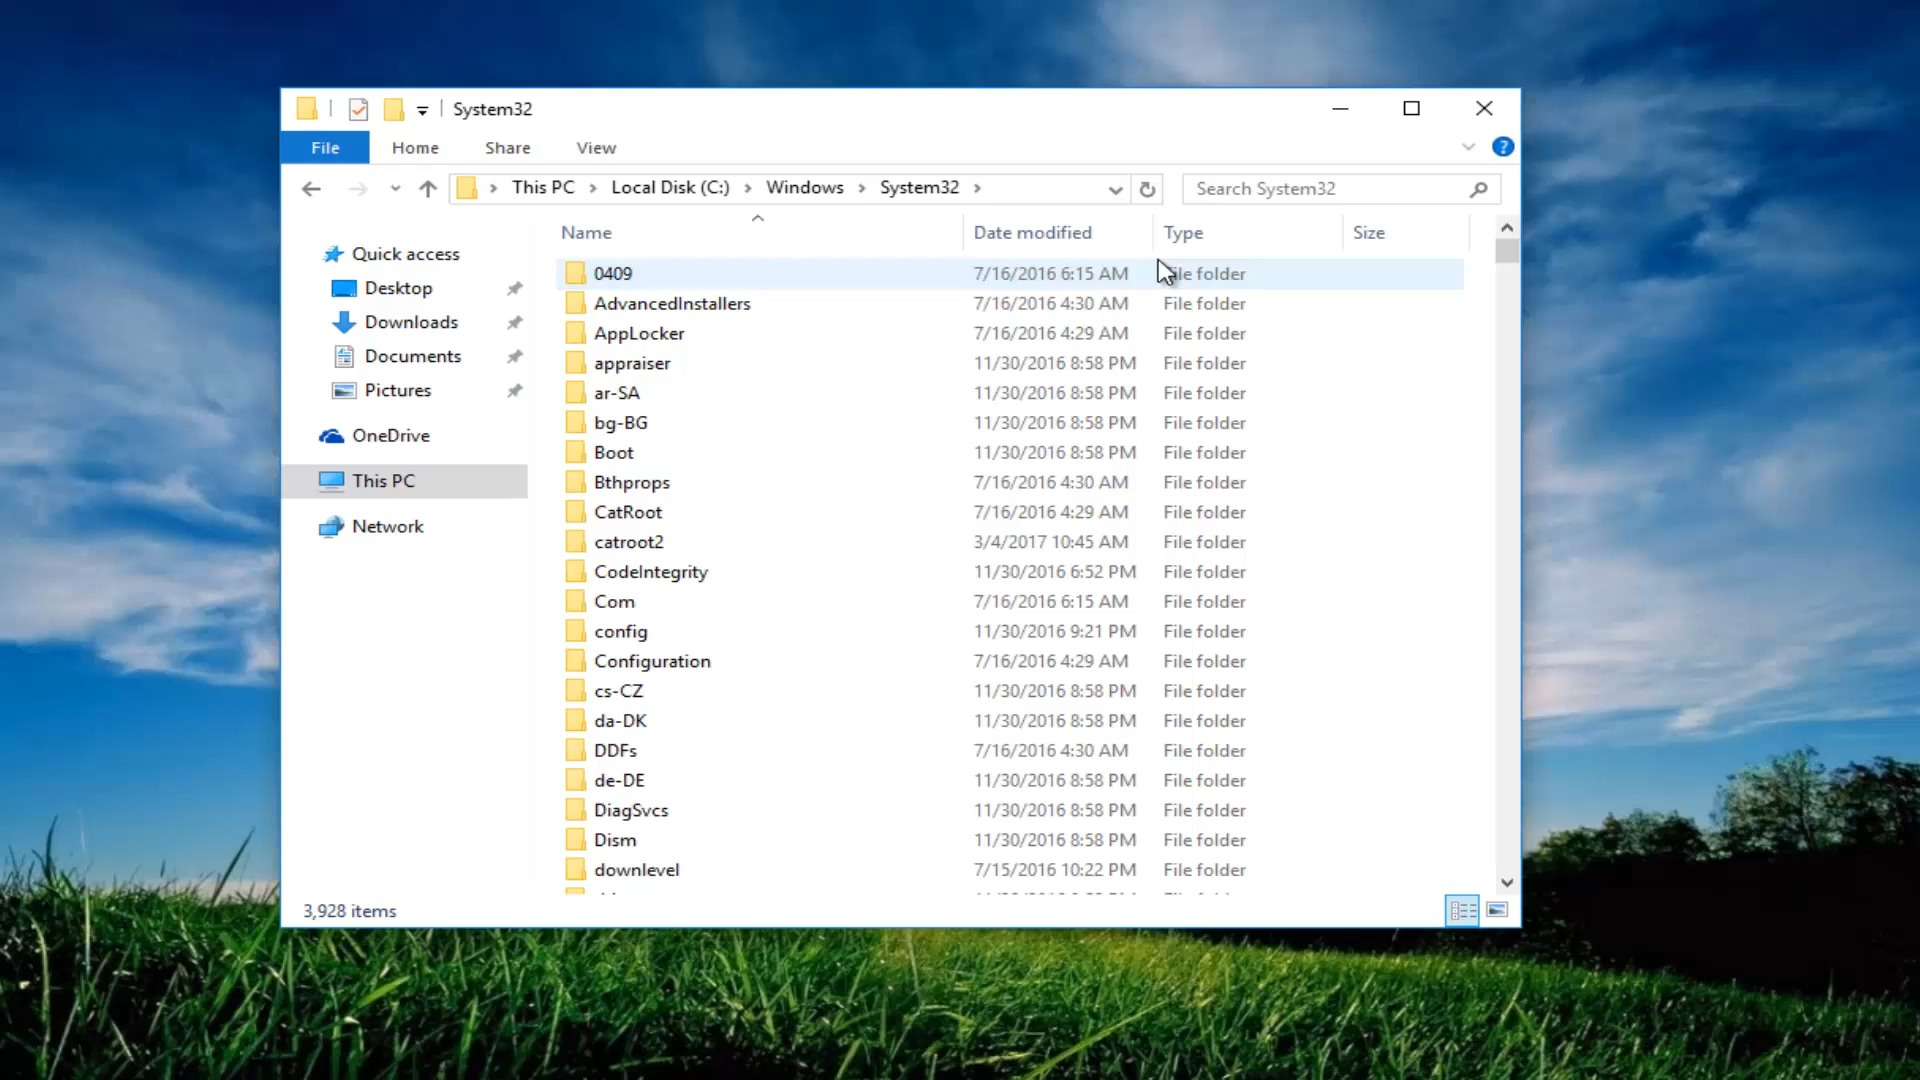 System32
File Home Share View
This PC Local Disk (C:) Windows System32 Search System32
Name Date modified Type Size
Quick access
Desktop
Downloads
Documents
Pictures
OneDrive
This PC
Network
0409 7/16/2016 6:15 AM File folder
AdvancedInstallers 7/16/2016 4:30 AM File folder
AppLocker 7/16/2016 4:29 AM File folder
appraiser 11/30/2016 8:58 PM File folder
ar-SA 11/30/2016 8:58 PM File folder
bg-BG 11/30/2016 8:58 PM File folder
Boot 11/30/2016 8:58 PM File folder
Bthprops 7/16/2016 4:30 AM File folder
CatRoot 7/16/2016 4:29 AM File folder
catroot2 3/4/2017 10:45 AM File folder
CodeIntegrity 11/30/2016 6:52 PM File folder
Com 7/16/2016 6:15 AM File folder
config 11/30/2016 9:21 PM File folder
Configuration 7/16/2016 4:29 AM File folder
cs-CZ 11/30/2016 8:58 PM File folder
da-DK 11/30/2016 8:58 PM File folder
DDFs 7/16/2016 4:30 AM File folder
de-DE 11/30/2016 8:58 PM File folder
DiagSvcs 11/30/2016 8:58 PM File folder
Dism 11/30/2016 8:58 PM File folder
downlevel 7/15/2016 10:22 PM File folder
3,928 items